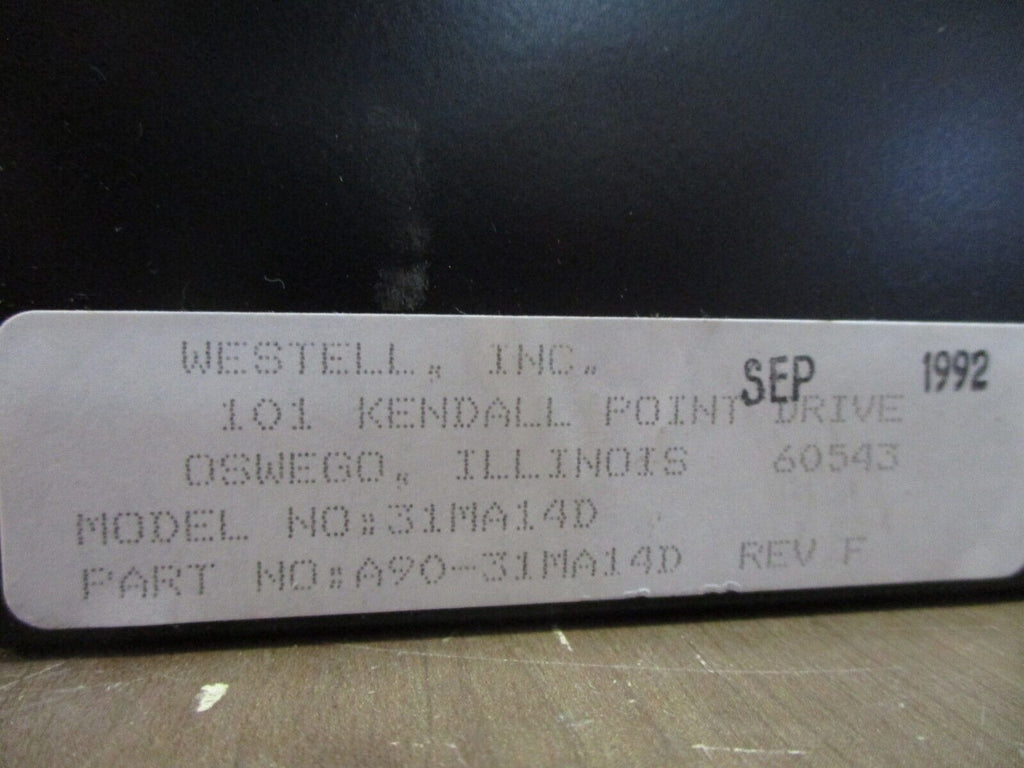 WESTELL, INC.
SEP 1992
101 KENDALL POINT DRIVE
OSWEGO, ILLINOIS 60543
MODEL NO:31MA14D
PART NO:A90-31MA14D REV F